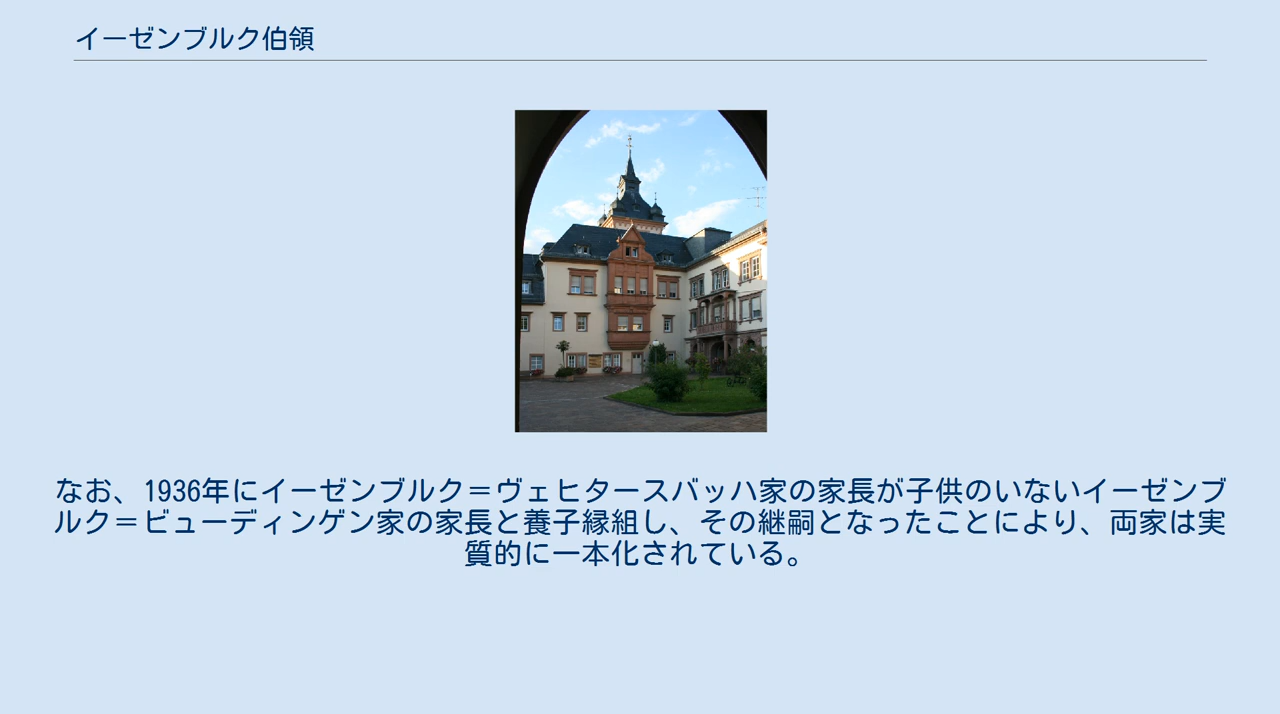 イーゼンブルク伯領
なお、1936年にイーゼンブルク＝ヴェヒタースバッハ家の家長が子供のいないイーゼンブ
ルク＝ビューディンゲン家の家長と養子縁組し、その継嗣となったことにより、両家は実
質的に一本化されている。